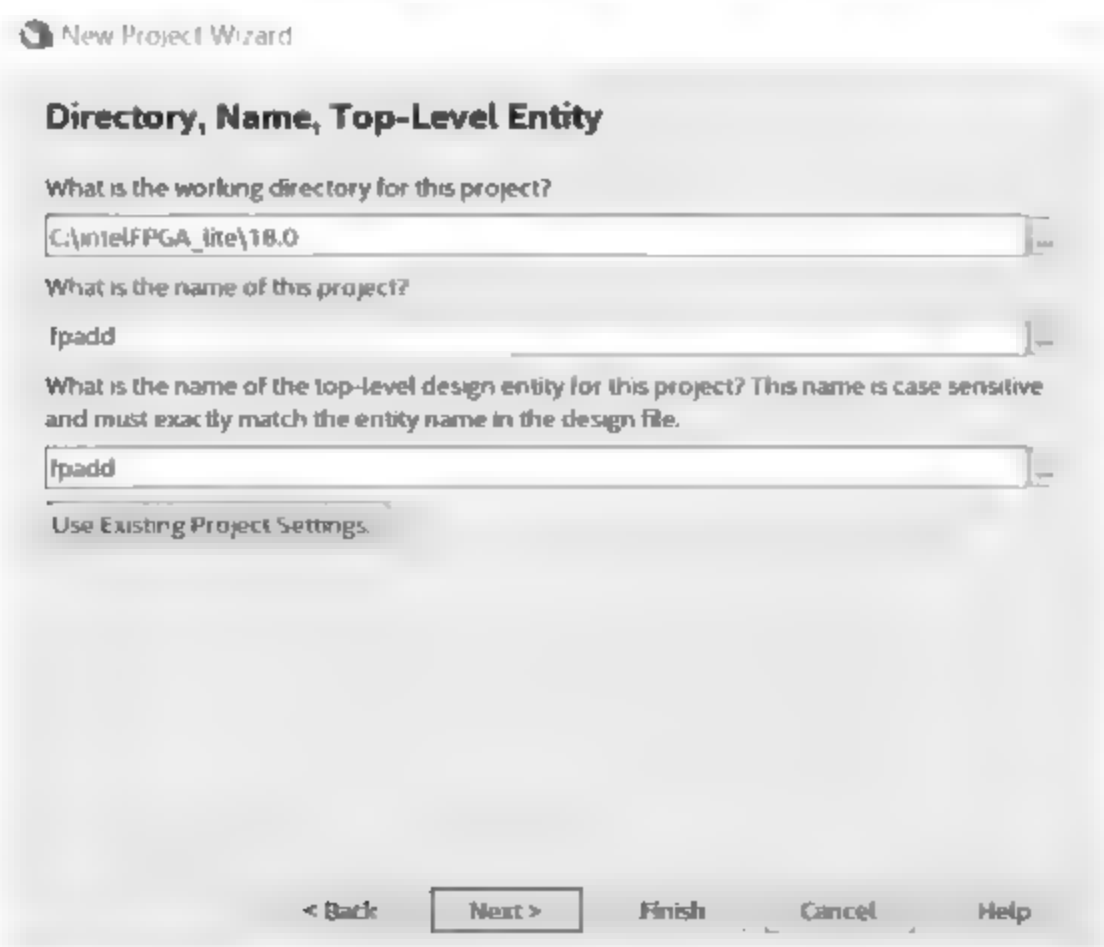 New Project Wizard
Directory, Name, Top-Level Entity
What is the working directory for this project?
C:\intelFPGA_lite\18.0
...
What is the name of this project?
fpadd
...
What is the name of the top-level design entity for this project? This name is case sensitive
and must exactly match the entity name in the design file.
fpadd
...
Use Existing Project Settings.
< Back Next > Finish Cancel Help